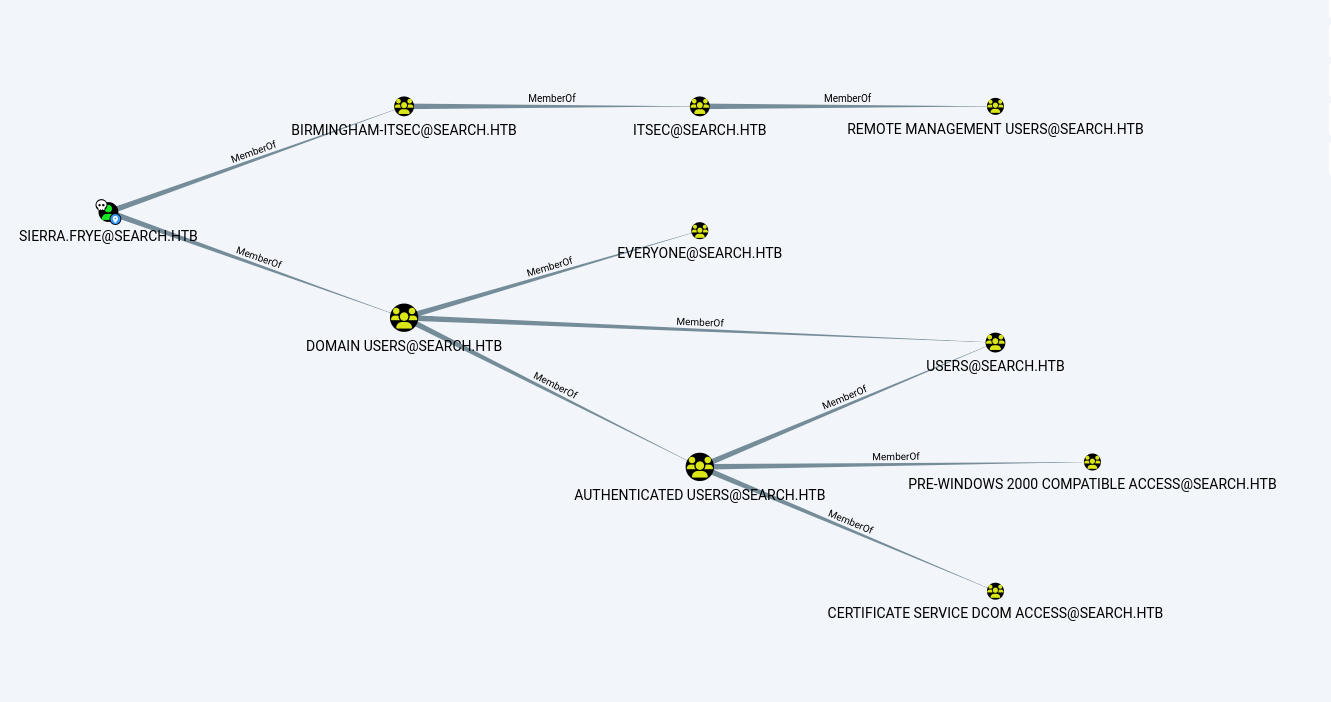 MemberOf
MemberOf
BIRMINGHAM-ITSEC@SEARCH.HTB
ITSEC@SEARCH.HTB
REMOTE MANAGEMENT USERS@SEARCH.HTB
MemberOf
SIERRA.FRYE@SEARCH.HTB
MemberOf
EVERYONE@SEARCH.HTB
MemberOf
MemberOf
DOMAIN USERS@SEARCH.HTB
USERS@SEARCH.HTB
MemberOf
MemberOf
MemberOf
PRE-WINDOWS 2000 COMPATIBLE ACCESS@SEARCH.HTB
AUTHENTICATED USERS@SEARCH.HTB
MemberOf
CERTIFICATE SERVICE DCOM ACCESS@SEARCH.HTB